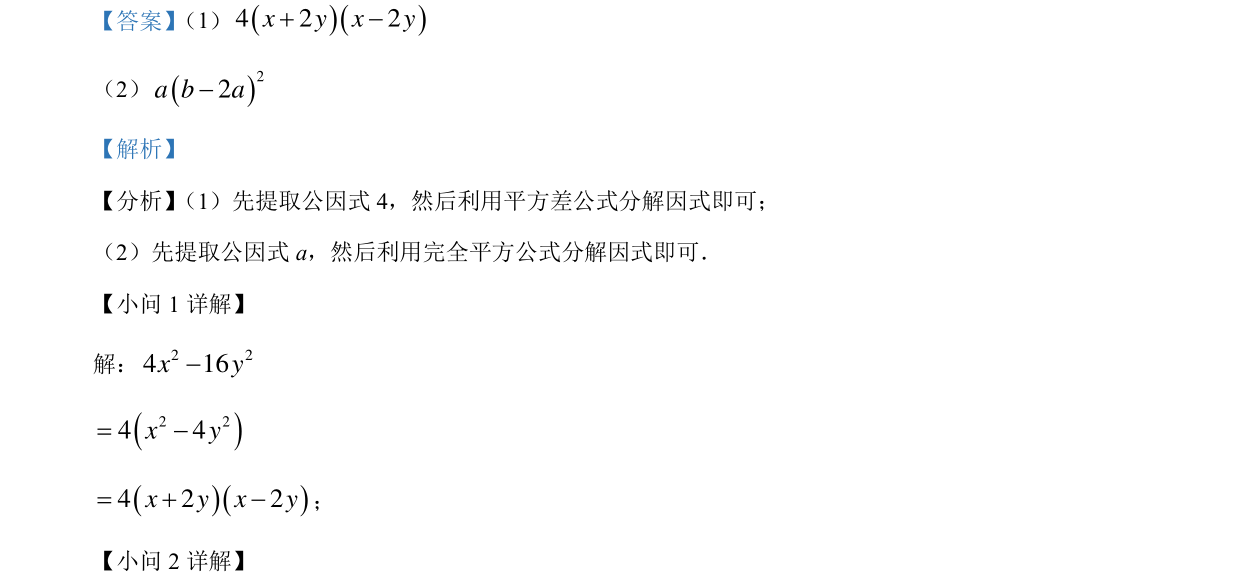 【答案】（1）4(x+2y)(x−2y)
（2）a(b−2a)²
【解析】
【分析】（1）先提取公因式 4，然后利用平方差公式分解因式即可；
（2）先提取公因式 a，然后利用完全平方公式分解因式即可．
【小问 1 详解】
解：4x²−16y²
=4(x²−4y²)
=4(x+2y)(x−2y)；
【小问 2 详解】